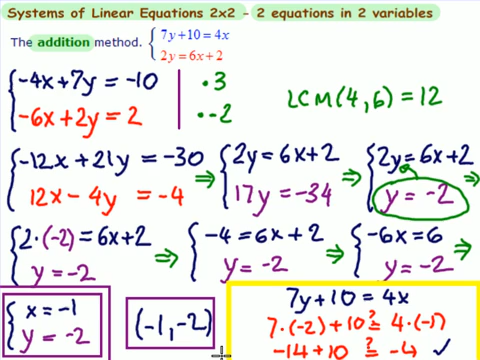 Systems of Linear Equations 2x2 - 2 equations in 2 variables
The addition method. { 7y+10=4x
2y=6x+2
{ -4x+7y=-10 | ·3
-6x+2y=2 | ·-2
LCM(4,6)=12
{ -12x+21y=-30
12x-4y=-4
⇒ { 2y=6x+2
17y=-34
⇒ { 2y=6x+2
y=-2 ⇒
{ 2·(-2)=6x+2
y=-2
⇒ { -4=6x+2
y=-2
⇒ { -6x=6
y=-2 ⇒
{ x=-1
y=-2
(-1,-2)
7y+10=4x
7·(-2)+10≟4·(-1)
-14+10≟-4 ✓